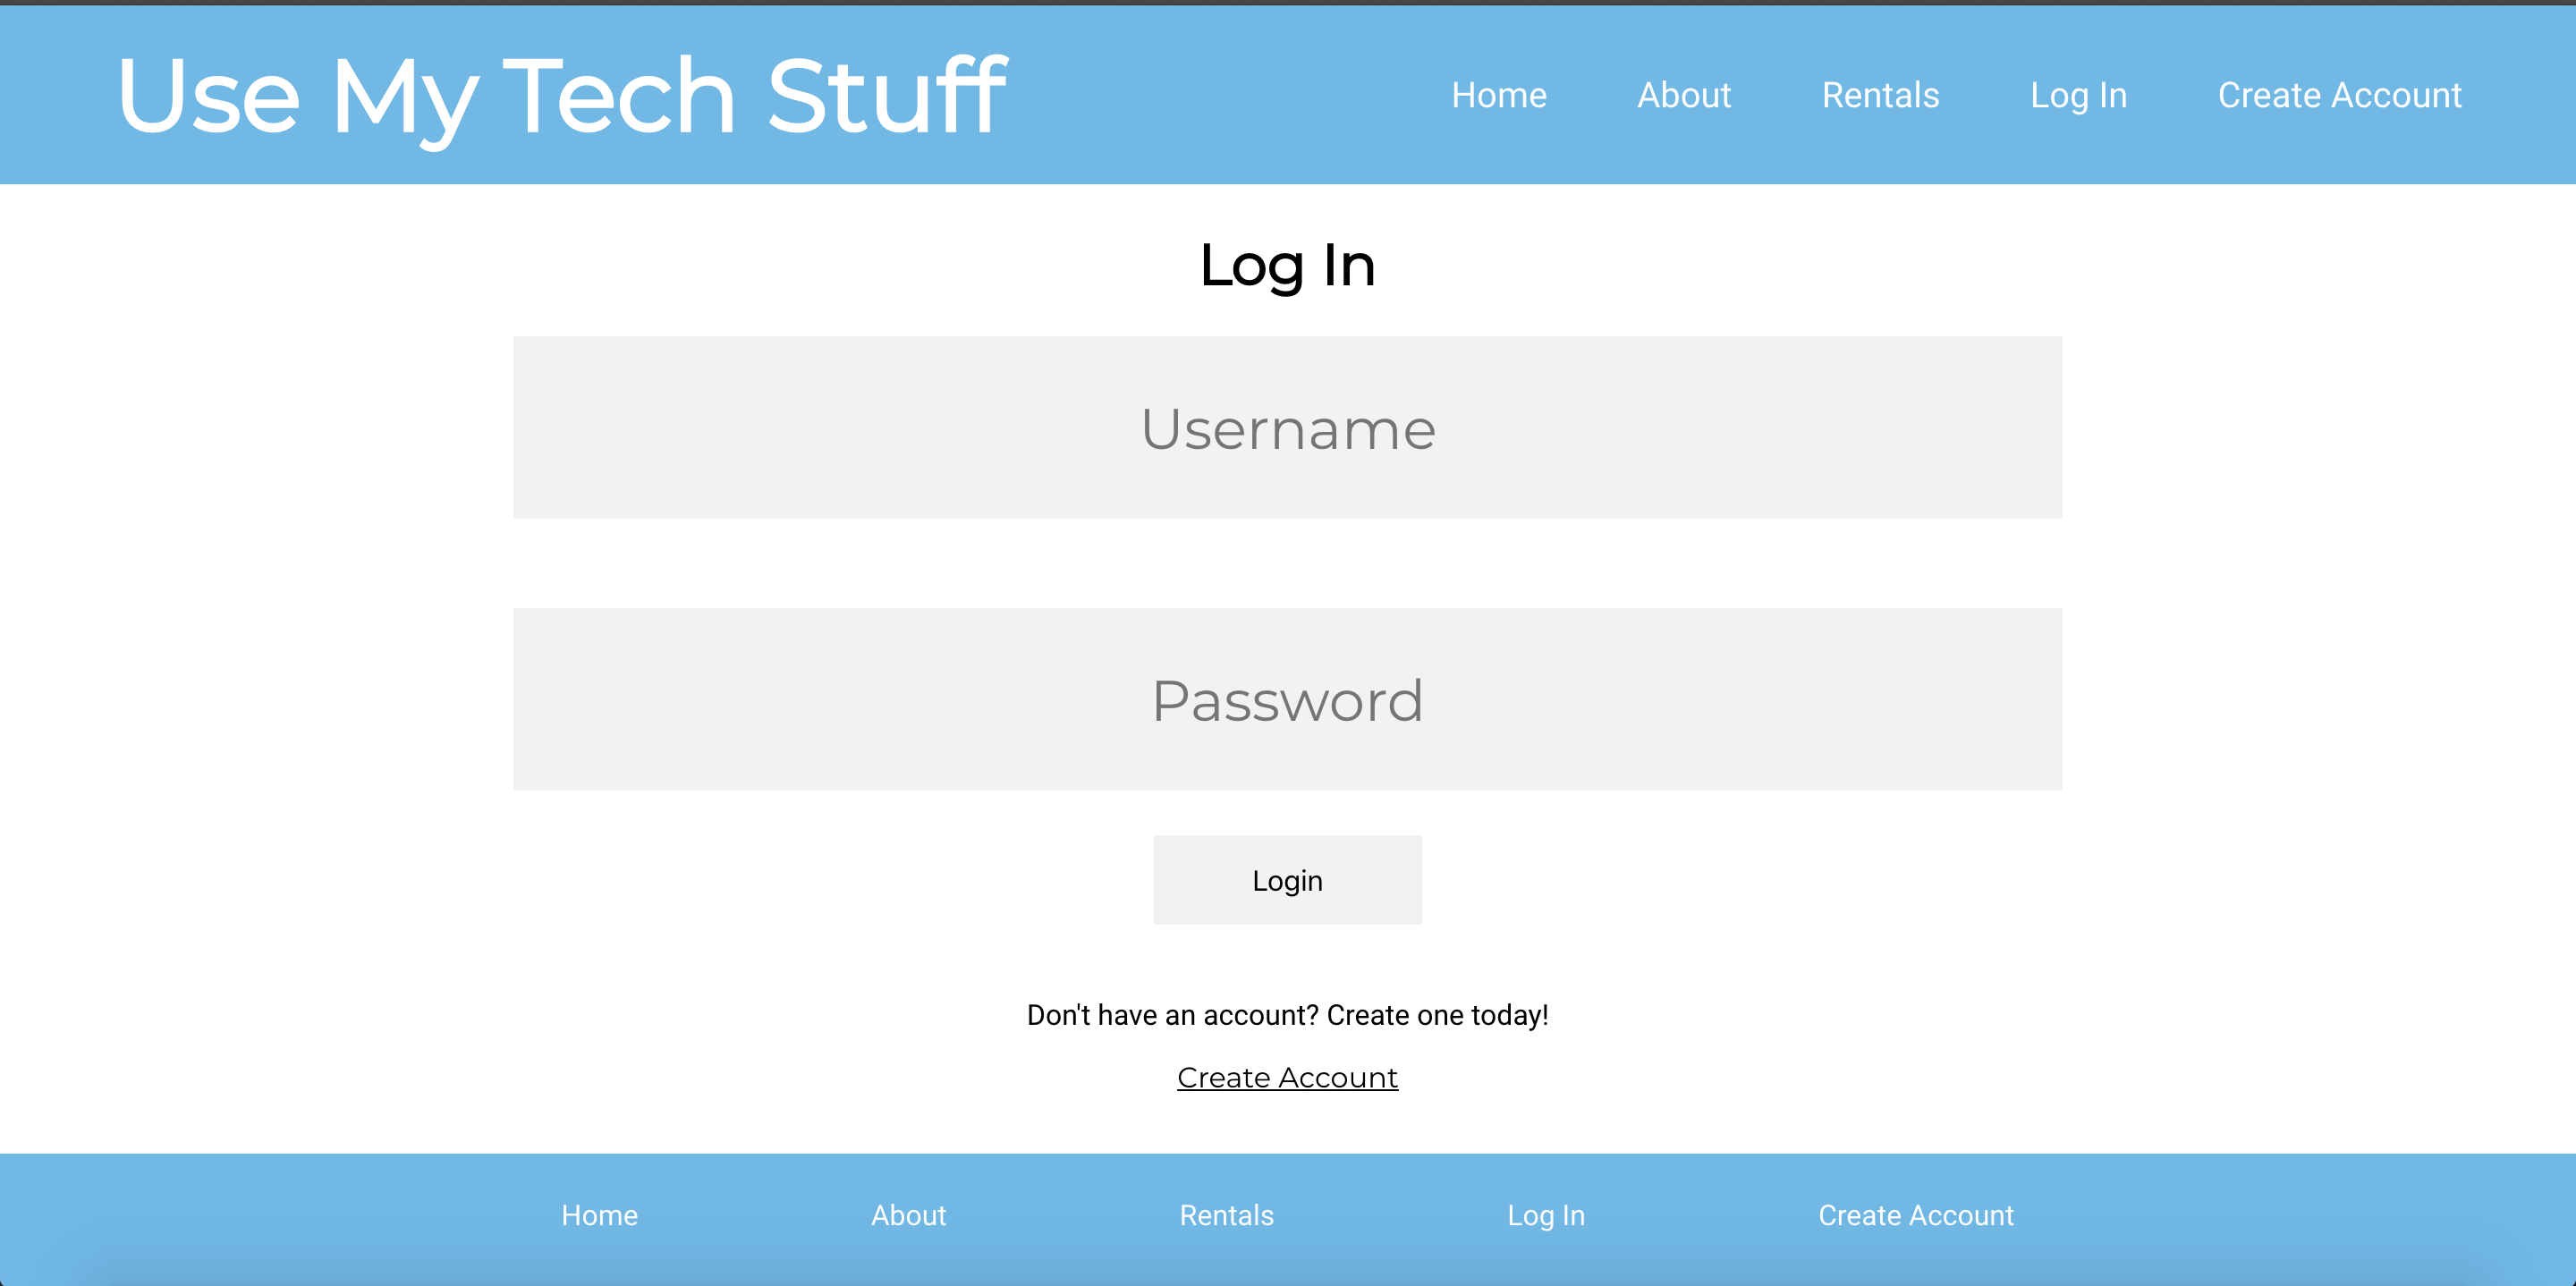 Use My Tech Stuff
Home About Rentals Log In Create Account
Log In
Username
Password
Login
Don't have an account? Create one today!
Create Account
Home About Rentals Log In Create Account